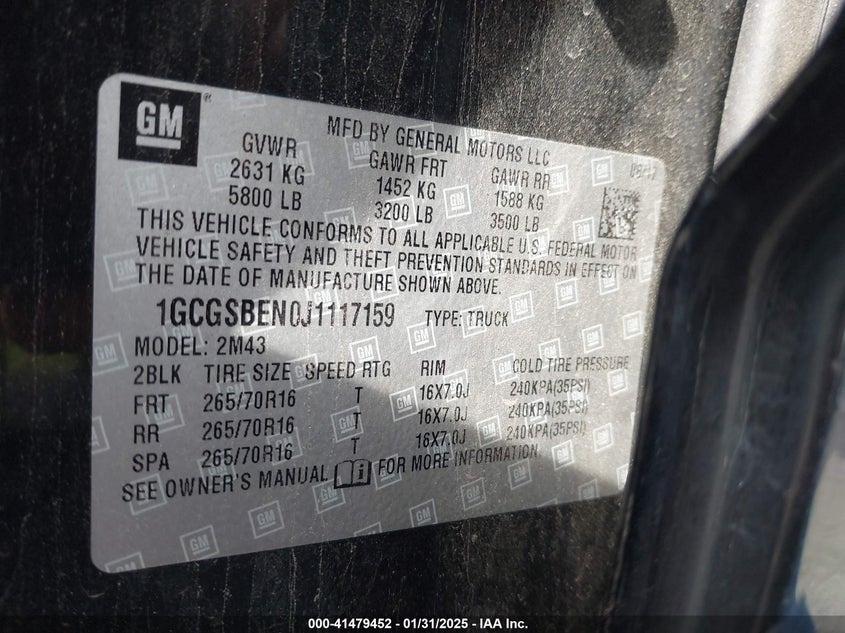 GM ®
MFD BY GENERAL MOTORS LLC
GVWR GAWR FRT GAWR RR
2631 KG 1452 KG 1588 KG
5800 LB 3200 LB 3500 LB
THIS VEHICLE CONFORMS TO ALL APPLICABLE U.S. FEDERAL MOTOR
VEHICLE SAFETY AND THEFT PREVENTION STANDARDS IN EFFECT ON
THE DATE OF MANUFACTURE SHOWN ABOVE.
1GCGSBEN0J1117159 TYPE: TRUCK
MODEL: 2M43
2BLK TIRE SIZE SPEED RTG RIM COLD TIRE PRESSURE
FRT 265/70R16 T 16X7.0J 240KPA(35PSI)
RR 265/70R16 T 16X7.0J 240KPA(35PSI)
SPA 265/70R16 T 16X7.0J 240KPA(35PSI)
SEE OWNER'S MANUAL FOR MORE INFORMATION
000-41479452 / 01/31/2025 - IAA Inc.